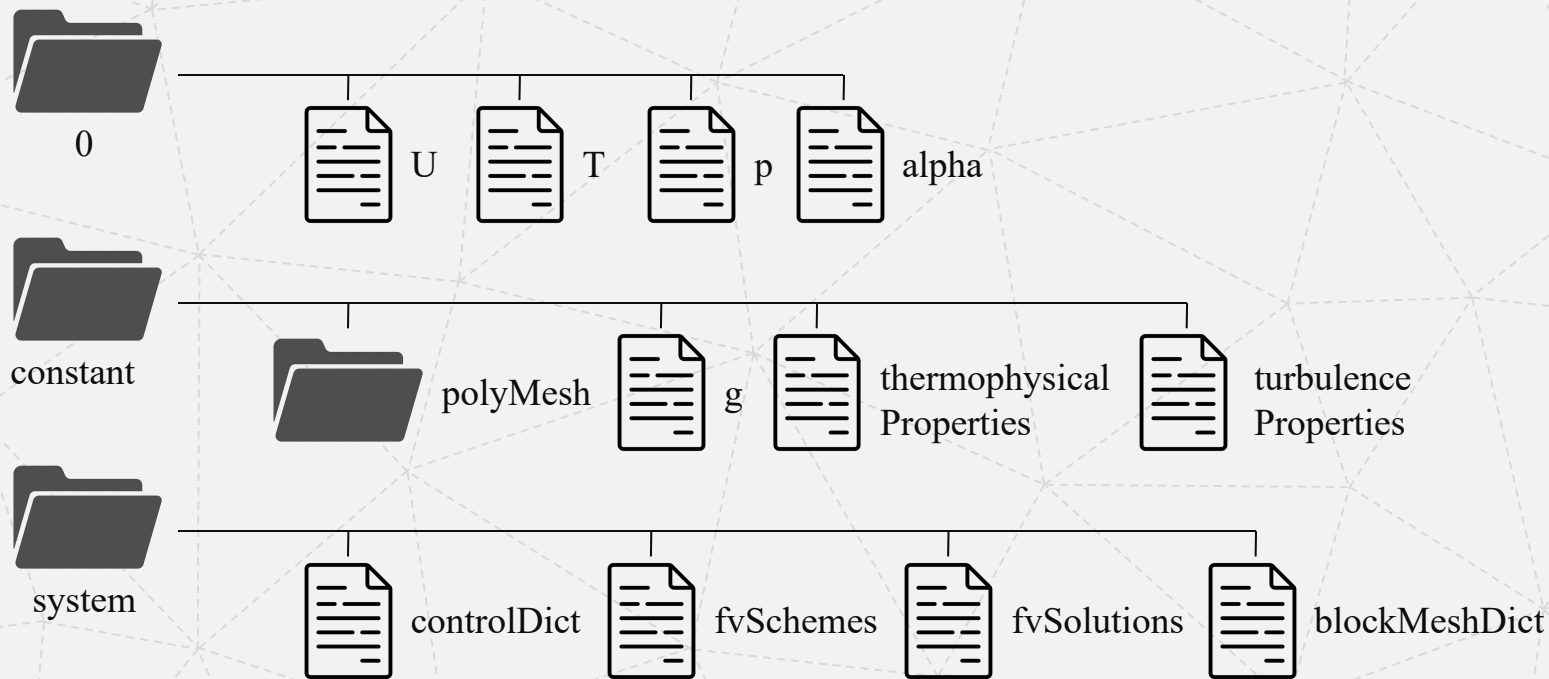 0
U
T
p
alpha
constant
polyMesh
g
thermophysical
Properties
turbulence
Properties
system
controlDict
fvSchemes
fvSolutions
blockMeshDict